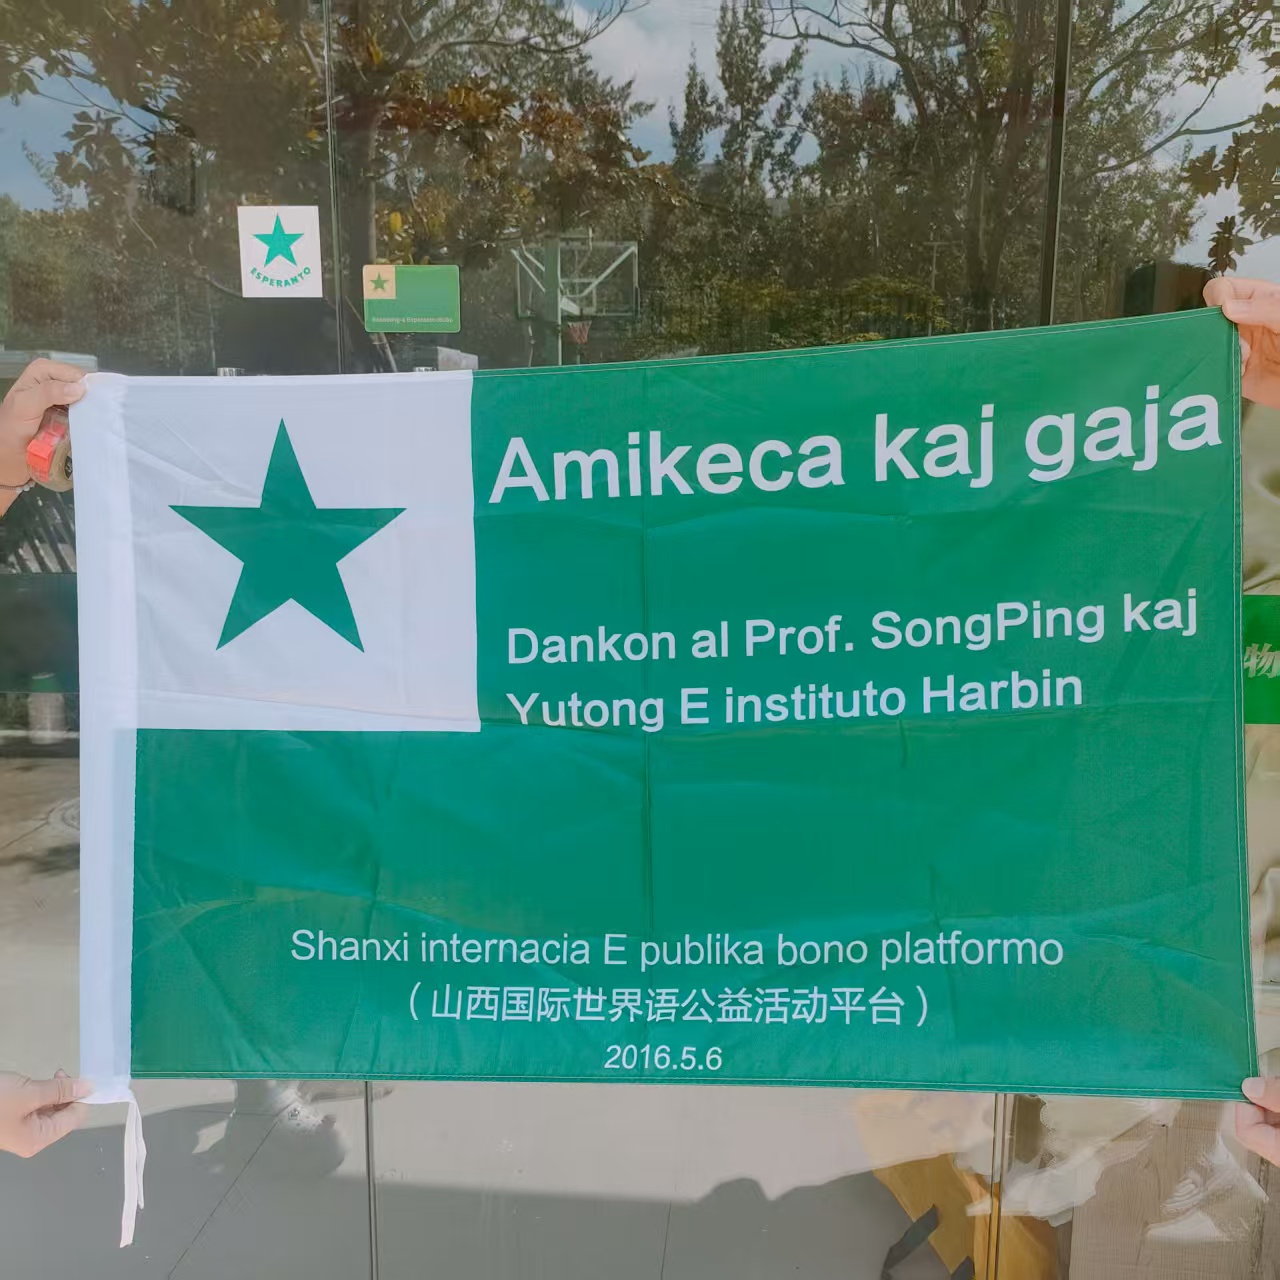 ESPERANTO
Amikeca kaj gaja
Dankon al Prof. SongPing kaj
Yutong E instituto Harbin
物
Shanxi internacia E publika bono platformo
（山西国际世界语公益活动平台）
2016.5.6